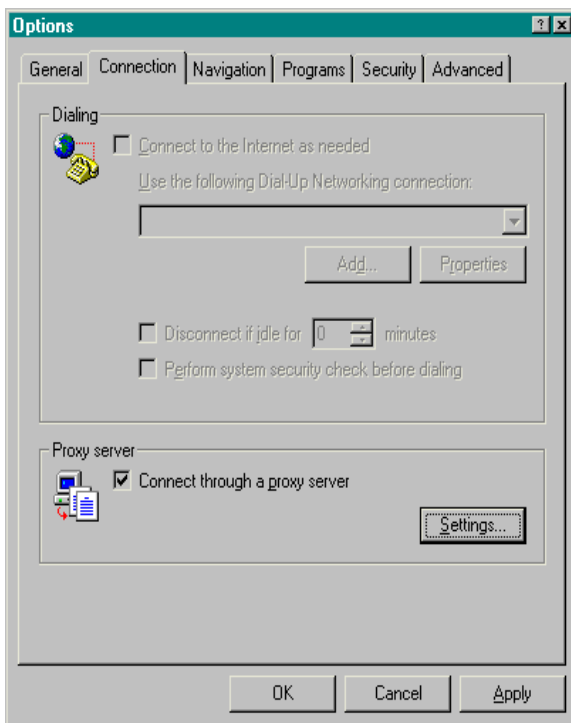 Options
General Connection Navigation Programs Security Advanced
Dialing
Connect to the Internet as needed
Use the following Dial-Up Networking connection:
Add... Properties
Disconnect if idle for 0 minutes
Perform system security check before dialing
Proxy server
Connect through a proxy server
Settings...
OK Cancel Apply